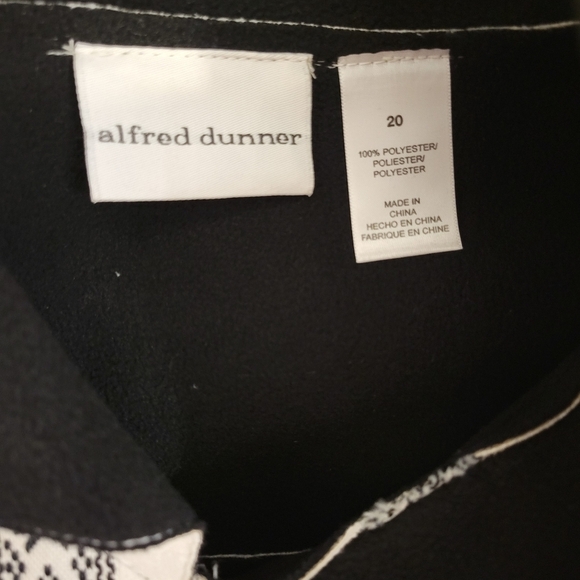 alfred dunner
20
100% POLYESTER/
POLIESTER/
POLYESTER
MADE IN
CHINA
HECHO EN CHINA
FABRIQUE EN CHINE